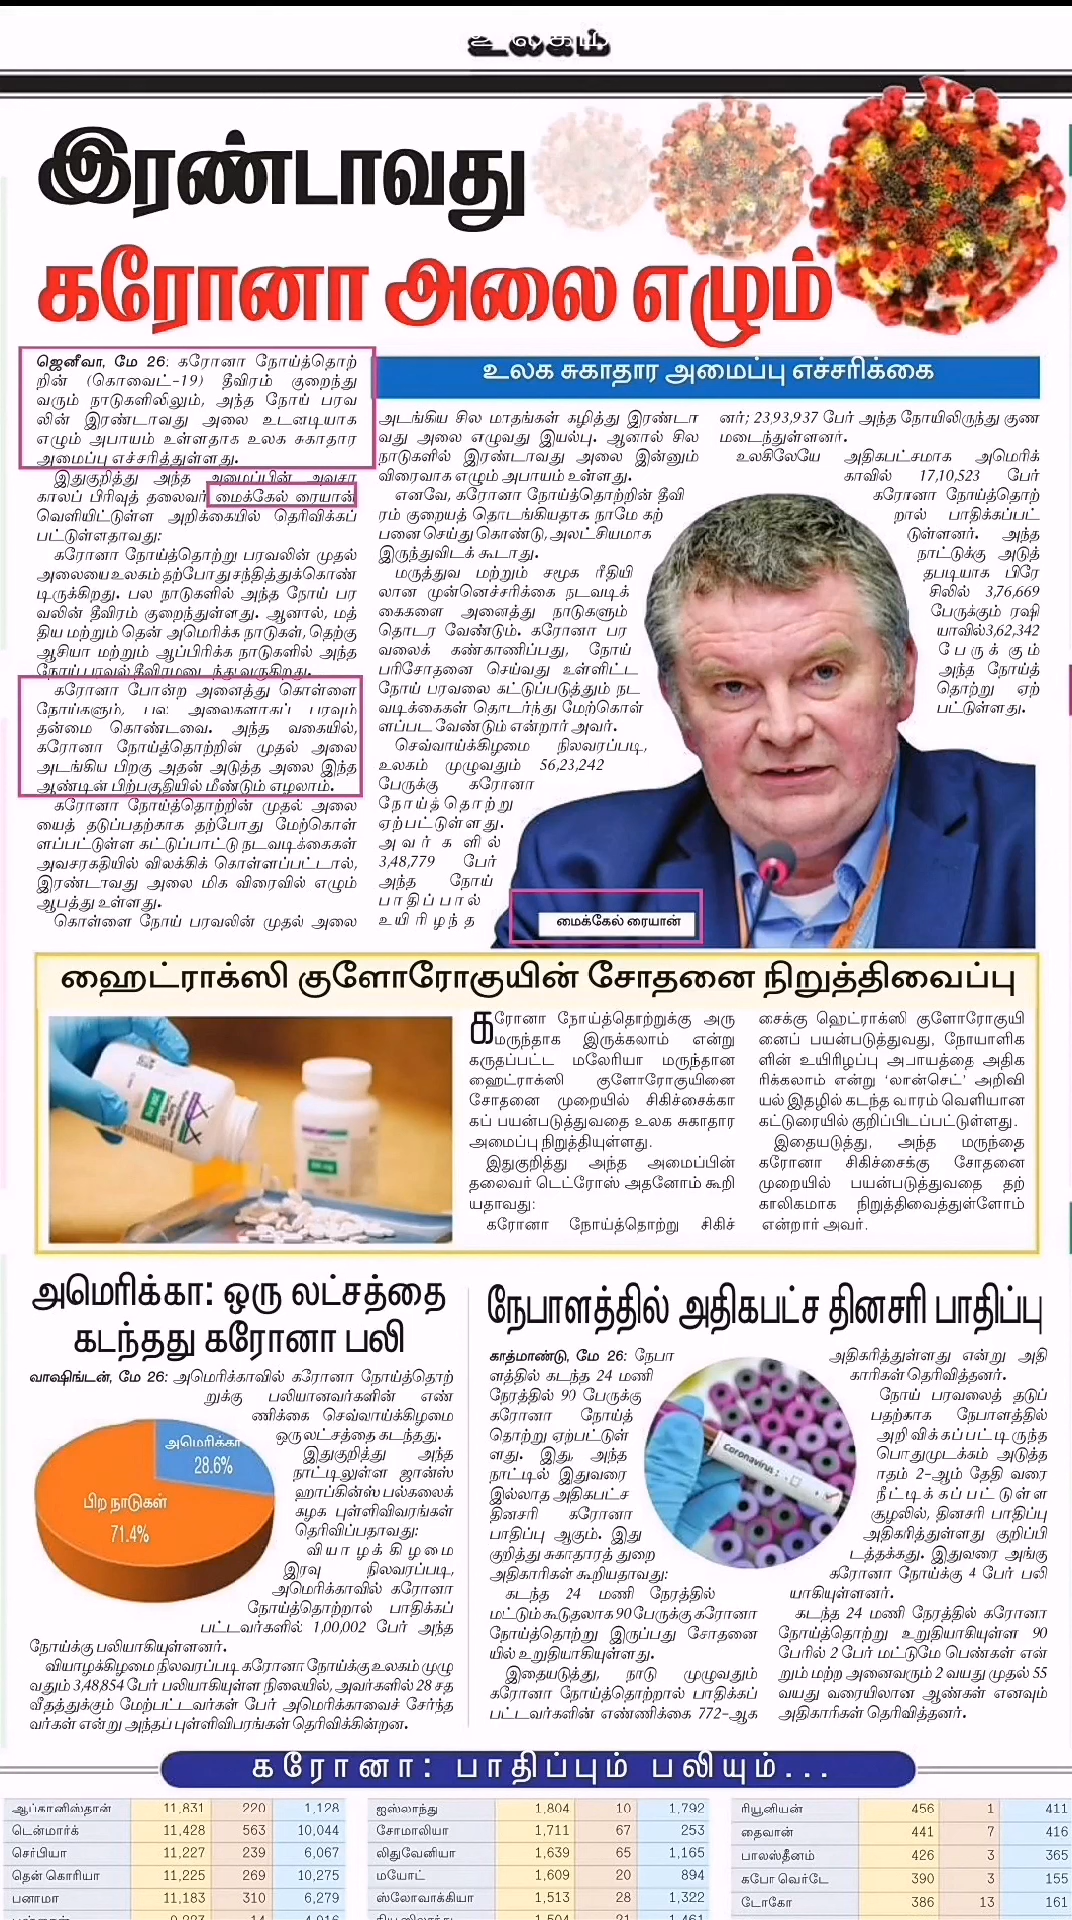 உலகம்
இரண்டாவது
கரோனா அலை எழும்
உலக சுகாதார அமைப்பு எச்சரிக்கை
ஜெனீவா, மே 26: கரோனா நோய்த்தொற்
றின் (கொவைட்-19) தீவிரம் குறைந்து
வரும் நாடுகளிலிலும், அந்த நோய் பரவ
லின் இரண்டாவது அலை உடனடியாக
எழும் அபாயம் உள்ளதாக உலக சுகாதார
அமைப்பு எச்சரித்துள்ளது.
இதுகுறித்து அந்த அமைப்பின் அவசர
காலப் பிரிவுத் தலைவர் மைக்கேல் ரையான்
வெளியிட்டுள்ள அறிக்கையில் தெரிவிக்கப்
பட்டுள்ளதாவது:
கரோனா நோய்த்தொற்று பரவலின் முதல்
அலையை உலகம் தற்போது சந்தித்துக்கொண்
டிருக்கிறது. பல நாடுகளில் அந்த நோய் பர
வலின் தீவிரம் குறைந்துள்ளது. ஆனால், மத்
திய மற்றும் தென் அமெரிக்க நாடுகள், தெற்கு
ஆசியா மற்றும் ஆப்பிரிக்க நாடுகளில் அந்த
நோய் பரவல் தீவிரமடைந்து வருகிறது.
கரோனா போன்ற அனைத்து கொள்ளை
நோய்களும், பல அலைகளாகப் பரவும்
தன்மை கொண்டவை. அந்த வகையில்,
கரோனா நோய்த்தொற்றின் முதல் அலை
அடங்கிய பிறகு அதன் அடுத்த அலை இந்த
ஆண்டின் பிற்பகுதியில் மீண்டும் எழலாம்.
கரோனா நோய்த்தொற்றின் முதல் அலை
யைத் தடுப்பதற்காக தற்போது மேற்கொள்
ளப்பட்டுள்ள கட்டுப்பாட்டு நடவடிக்கைகள்
அவசரகதியில் விலக்கிக் கொள்ளப்பட்டால்,
இரண்டாவது அலை மிக விரைவில் எழும்
ஆபத்து உள்ளது.
கொள்ளை நோய் பரவலின் முதல் அலை
அடங்கிய சில மாதங்கள் கழித்து இரண்டா
வது அலை எழுவது இயல்பு. ஆனால் சில
நாடுகளில் இரண்டாவது அலை இன்னும்
விரைவாக எழும் அபாயம் உள்ளது.
எனவே, கரோனா நோய்த்தொற்றின் தீவி
ரம் குறையத் தொடங்கியதாக நாமே கற்
பனை செய்து கொண்டு, அலட்சியமாக
இருந்துவிடக் கூடாது.
மருத்துவ மற்றும் சமூக ரீதியி
லான முன்னெச்சரிக்கை நடவடிக்
கைகளை அனைத்து நாடுகளும்
தொடர வேண்டும். கரோனா பர
வலைக் கண்காணிப்பது, நோய்
பரிசோதனை செய்வது உள்ளிட்ட
நோய் பரவலை கட்டுப்படுத்தும் நட
வடிக்கைகள் தொடர்ந்து மேற்கொள்
ளப்பட வேண்டும் என்றார் அவர்.
செவ்வாய்க்கிழமை நிலவரப்படி,
உலகம் முழுவதும் 56,23,242
பேருக்கு கரோனா
நோய்த்தொற்று
ஏற்பட்டுள்ளது.
அவர்களில்
3,48,779 பேர்
அந்த நோய்
பாதிப்பால்
உயிரிழந்த
னர்; 23,93,937 பேர் அந்த நோயிலிருந்து குண
மடைந்துள்ளனர்.
உலகிலேயே அதிகபட்சமாக அமெரிக்
காவில் 17,10,523 பேர்
கரோனா நோய்த்தொற்
றால் பாதிக்கப்பட்
டுள்ளனர். அந்த
நாட்டுக்கு அடுத்
தபடியாக பிரே
சிலில் 3,76,669
பேருக்கும் ரஷி
யாவில்3,62,342
பேருக்கும்
அந்த நோய்த்
தொற்று ஏற்
பட்டுள்ளது.
மைக்கேல் ரையான்
ஹைட்ராக்ஸி குளோரோகுயின் சோதனை நிறுத்திவைப்பு
கரோனா நோய்த்தொற்றுக்கு அரு
மருந்தாக இருக்கலாம் என்று
கருதப்பட்ட மலேரியா மருந்தான
ஹைட்ராக்ஸி குளோரோகுயினை
சோதனை முறையில் சிகிச்சைக்கா
கப் பயன்படுத்துவதை உலக சுகாதார
அமைப்பு நிறுத்தியுள்ளது.
இதுகுறித்து அந்த அமைப்பின்
தலைவர் டெட்ரோஸ் அதனோம் கூறி
யதாவது:
கரோனா நோய்த்தொற்று சிகிச்
சைக்கு ஹெட்ராக்ஸி குளோரோகுயி
னைப் பயன்படுத்துவது, நோயாளிக
ளின் உயிரிழப்பு அபாயத்தை அதிக
ரிக்கலாம் என்று ‘லான்செட்’ அறிவி
யல் இதழில் கடந்த வாரம் வெளியான
கட்டுரையில் குறிப்பிடப்பட்டுள்ளது.
இதையடுத்து, அந்த மருந்தை
கரோனா சிகிச்சைக்கு சோதனை
முறையில் பயன்படுத்துவதை தற்
காலிகமாக நிறுத்திவைத்துள்ளோம்
என்றார் அவர்.
அமெரிக்கா: ஒரு லட்சத்தை
கடந்தது கரோனா பலி
வாஷிங்டன், மே 26: அமெரிக்காவில் கரோனா நோய்த்தொற்
றுக்கு பலியானவர்களின் எண்
ணிக்கை செவ்வாய்க்கிழமை
ஒரு லட்சத்தை கடந்தது.
இதுகுறித்து அந்த
நாட்டிலுள்ள ஜான்ஸ்
ஹாப்கின்ஸ் பல்கலைக்
கழக புள்ளிவிவரங்கள்
தெரிவிப்பதாவது:
வியாழக்கிழமை
இரவு நிலவரப்படி,
அமெரிக்காவில் கரோனா
நோய்த்தொற்றால் பாதிக்கப்
பட்டவர்களில் 1,00,002 பேர் அந்த
நோய்க்கு பலியாகியுள்ளனர்.
வியாழக்கிழமை நிலவரப்படி கரோனா நோய்க்கு உலகம் முழு
வதும் 3,48,854 பேர் பலியாகியுள்ள நிலையில், அவர்களில் 28 சத
வீதத்துக்கும் மேற்பட்டவர்கள் பேர் அமெரிக்காவைச் சேர்ந்த
வர்கள் என்று அந்தப் புள்ளிவிபரங்கள் தெரிவிக்கின்றன.
அமெரிக்கா
28.6%
பிற நாடுகள்
71.4%
நேபாளத்தில் அதிகபட்ச தினசரி பாதிப்பு
காத்மாண்டு, மே 26: நேபா
ளத்தில் கடந்த 24 மணி
நேரத்தில் 90 பேருக்கு
கரோனா நோய்த்
தொற்று ஏற்பட்டுள்
ளது. இது, அந்த
நாட்டில் இதுவரை
இல்லாத அதிகபட்ச
தினசரி கரோனா
பாதிப்பு ஆகும். இது
குறித்து சுகாதாரத் துறை
அதிகாரிகள் கூறியதாவது:
கடந்த 24 மணி நேரத்தில்
மட்டும் கூடுதலாக 90 பேருக்கு கரோனா
நோய்த்தொற்று இருப்பது சோதனை
யில் உறுதியாகியுள்ளது.
இதையடுத்து, நாடு முழுவதும்
கரோனா நோய்த்தொற்றால் பாதிக்கப்
பட்டவர்களின் எண்ணிக்கை 772-ஆக
அதிகரித்துள்ளது என்று அதி
காரிகள் தெரிவித்தனர்.
நோய் பரவலைத் தடுப்
பதற்காக நேபாளத்தில்
அறிவிக்கப்பட்டிருந்த
பொதுமுடக்கம் அடுத்த
ாதம் 2-ஆம் தேதி வரை
நீட்டிக்கப்பட்டுள்ள
சூழலில், தினசரி பாதிப்பு
அதிகரித்துள்ளது குறிப்பி
டத்தக்கது. இதுவரை அங்கு
கரோனா நோய்க்கு 4 பேர் பலி
யாகியுள்ளனர்.
கடந்த 24 மணி நேரத்தில் கரோனா
நோய்த்தொற்று உறுதியாகியுள்ள 90
பேரில் 2 பேர் மட்டுமே பெண்கள் என்
றும் மற்ற அனைவரும் 2 வயது முதல் 55
வயது வரையிலான ஆண்கள் எனவும்
அதிகாரிகள் தெரிவித்தனர்.
Coronavirus:
கரோனா: பாதிப்பும் பலியும்...
ஆப்கானிஸ்தான் 11,831 220 1,128
டென்மார்க் 11,428 563 10,044
செர்பியா 11,227 239 6,067
தென் கொரியா 11,225 269 10,275
பனாமா 11,183 310 6,279
ஐஸ்லாந்து 1,804 10 1,792
சோமாலியா 1,711 67 253
லிதுவேனியா 1,639 65 1,165
மயோட் 1,609 20 894
ஸ்லோவாக்கியா 1,513 28 1,322
ரியூனியன் 456 1 411
தைவான் 441 7 416
பாலஸ்தீனம் 426 3 365
கபோ வெர்டே 390 3 155
டோகோ 386 13 161